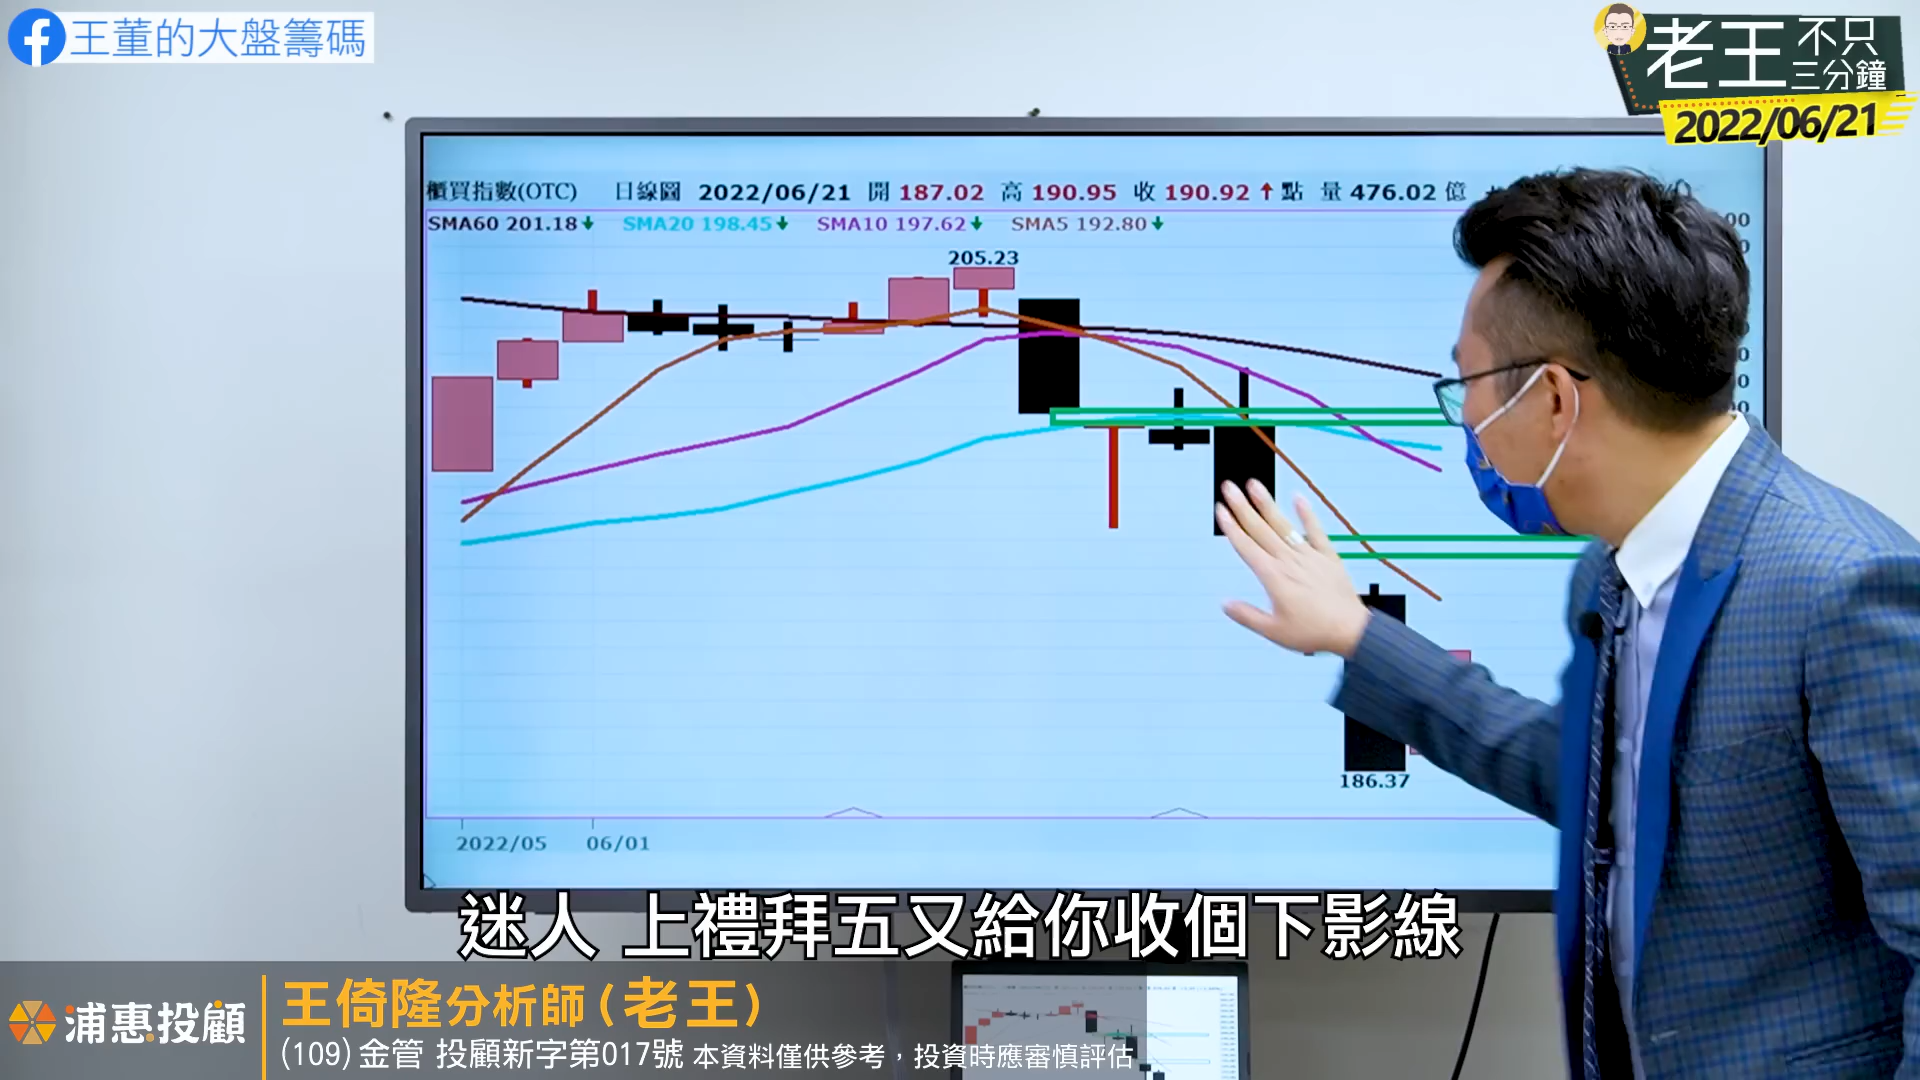 王董的大盤籌碼
老王不只三分鐘
2022/06/21
櫃買指數(OTC) 日線圖 2022/06/21 開 187.02 高 190.95 收 190.92↑點 量 476.02 億
SMA60 201.18↓ SMA20 198.45↓ SMA10 197.62↓ SMA5 192.80↓
205.23
186.37
2022/05 06/01
迷人 上禮拜五又給你收個下影線
浦惠投顧
王倚隆分析師(老王)
(109)金管 投顧新字第017號 本資料僅供參考,投資時應審慎評估